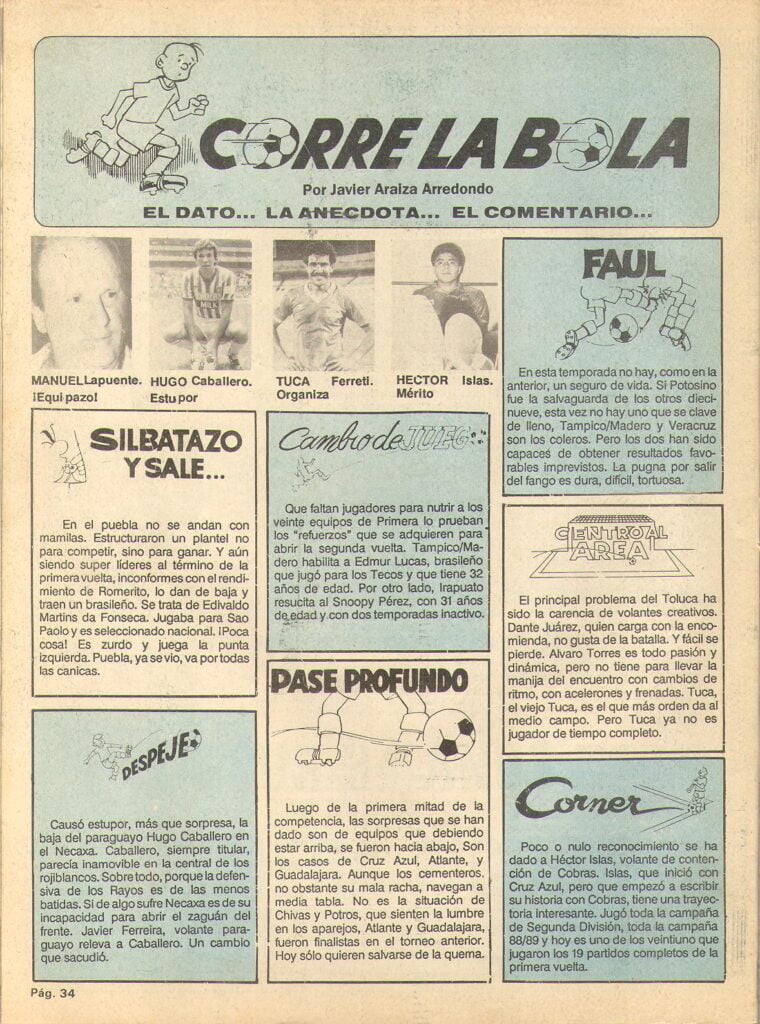 CORRE LA BOLA
Por Javier Araiza Arredondo
EL DATO... LA ANECDOTA... EL COMENTARIO...
MANUEL Lapuente.
¡Equipazo!
HUGO Caballero.
Estupor
TUCA Ferreti.
Organiza
HECTOR Islas.
Mérito
SILBATAZO
Y SALE...
En el puebla no se andan con
mamilas. Estructuraron un plantel no
para competir, sino para ganar. Y aún
siendo super líderes al término de la
primera vuelta, inconformes con el rendi-
miento de Romerito, lo dan de baja y
traen un brasileño. Se trata de Edivaldo
Martins da Fonseca. Jugaba para Sao
Paolo y es seleccionado nacional. ¡Poca
cosa! Es zurdo y juega la punta
izquierda. Puebla, ya se vio, va por todas
las canicas.
DESPEJE
Causó estupor, más que sorpresa, la
baja del paraguayo Hugo Caballero en
el Necaxa. Caballero, siempre titular,
parecía inamovible en la central de los
rojiblancos. Sobre todo, porque la defen-
siva de los Rayos es de las menos
batidas. Si de algo sufre Necaxa es de su
incapacidad para abrir el zaguán del
frente. Javier Ferreira, volante para-
guayo releva a Caballero. Un cambio
que sacudió.
Cambio de JUEGO
Que faltan jugadores para nutrir a los
veinte equipos de Primera lo prueban
los "refuerzos" que se adquieren para
abrir la segunda vuelta. Tampico/Ma-
dero habilita a Edmur Lucas, brasileño
que jugó para los Tecos y que tiene 32
años de edad. Por otro lado, Irapuato
resucita al Snoopy Pérez, con 31 años
de edad y con dos temporadas inactivo.
PASE PROFUNDO
Luego de la primera mitad de la
competencia, las sorpresas que se han
dado son de equipos que debiendo
estar arriba, se fueron hacia abajo, Son
los casos de Cruz Azul, Atlante, y
Guadalajara. Aunque los cementeros.
no obstante su mala racha, navegan a
media tabla. No es la situación de
Chivas y Potros, que sienten la lumbre
en los aparejos, Atlante y Guadalajara,
fueron finalistas en el torneo anterior.
Hoy sólo quieren salvarse de la quema.
FAUL
En esta temporada no hay, como en la
anterior, un seguro de vida. Si Potosino
fue la salvaguarda de los otros dieci-
nueve, esta vez no hay uno que se clave
de lleno, Tampico/Madero y Veracruz
son los coleros. Pero los dos han sido
capaces de obtener resultados favo-
rables imprevistos. La pugna por salir
del fango es dura, difícil, tortuosa.
CENTRO AL
AREA
El principal problema del Toluca ha
sido la carencia de volantes creativos.
Dante Juárez, quien carga con la enco-
mienda, no gusta de la batalla. Y fácil se
pierde. Alvaro Torres es todo pasión y
dinámica, pero no tiene para llevar la
manija del encuentro con cambios de
ritmo, con acelerones y frenadas. Tuca,
el viejo Tuca, es el que más orden da al
medio campo. Pero Tuca ya no es
jugador de tiempo completo.
Corner
Poco o nulo reconocimiento se ha
dado a Héctor Islas, volante de conten-
ción de Cobras. Islas, que inició con
Cruz Azul, pero que empezó a escribir
su historia con Cobras, tiene una trayec-
toria interesante. Jugó toda la campaña
de Segunda División, toda la campaña
88/89 y hoy es uno de los veintiuno que
jugaron los 19 partidos completos de la
primera vuelta.
Pág. 34